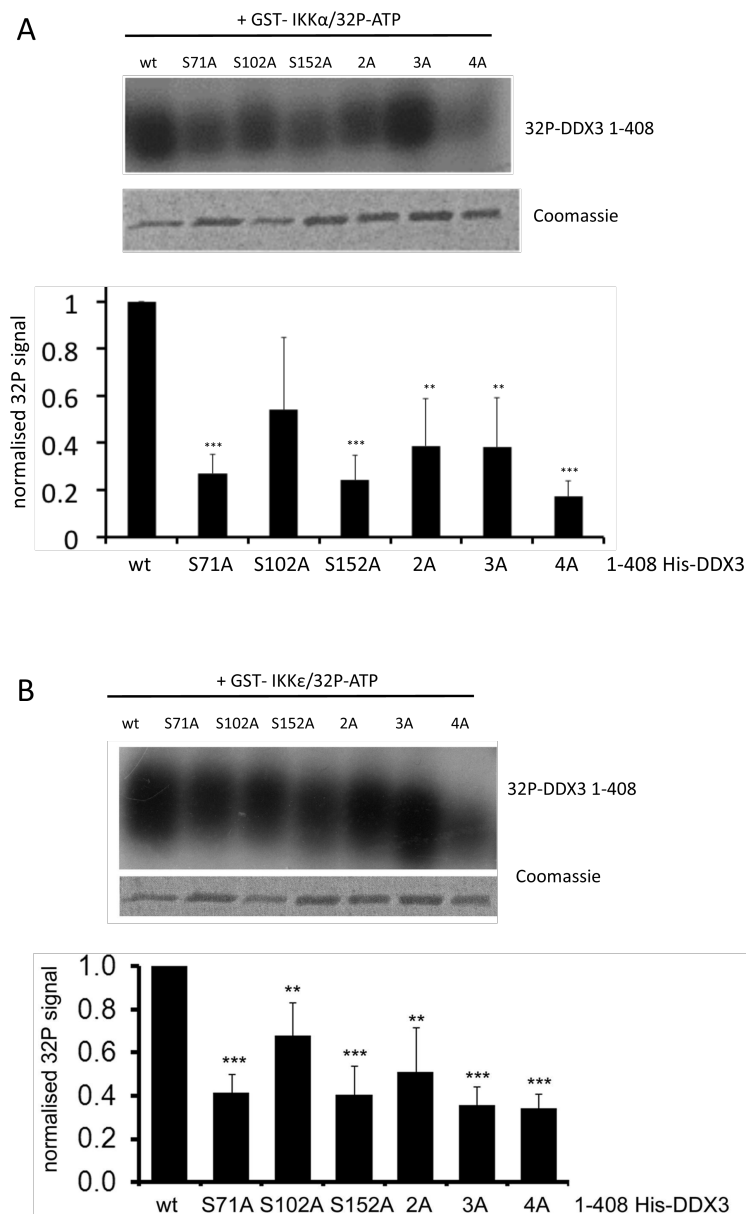 A
+ GST- IKKα/32P-ATP
wt S71A S102A S152A 2A 3A 4A
32P-DDX3 1-408
Coomassie
normalised 32P signal
1
0.8
0.6
0.4
0.2
0
*** *** ** ** ***
wt S71A S102A S152A 2A 3A 4A 1-408 His-DDX3
B
+ GST- IKKε/32P-ATP
wt S71A S102A S152A 2A 3A 4A
32P-DDX3 1-408
Coomassie
normalised 32P signal
1.0
0.8
0.6
0.4
0.2
0.0
*** ** *** ** *** ***
wt S71A S102A S152A 2A 3A 4A 1-408 His-DDX3